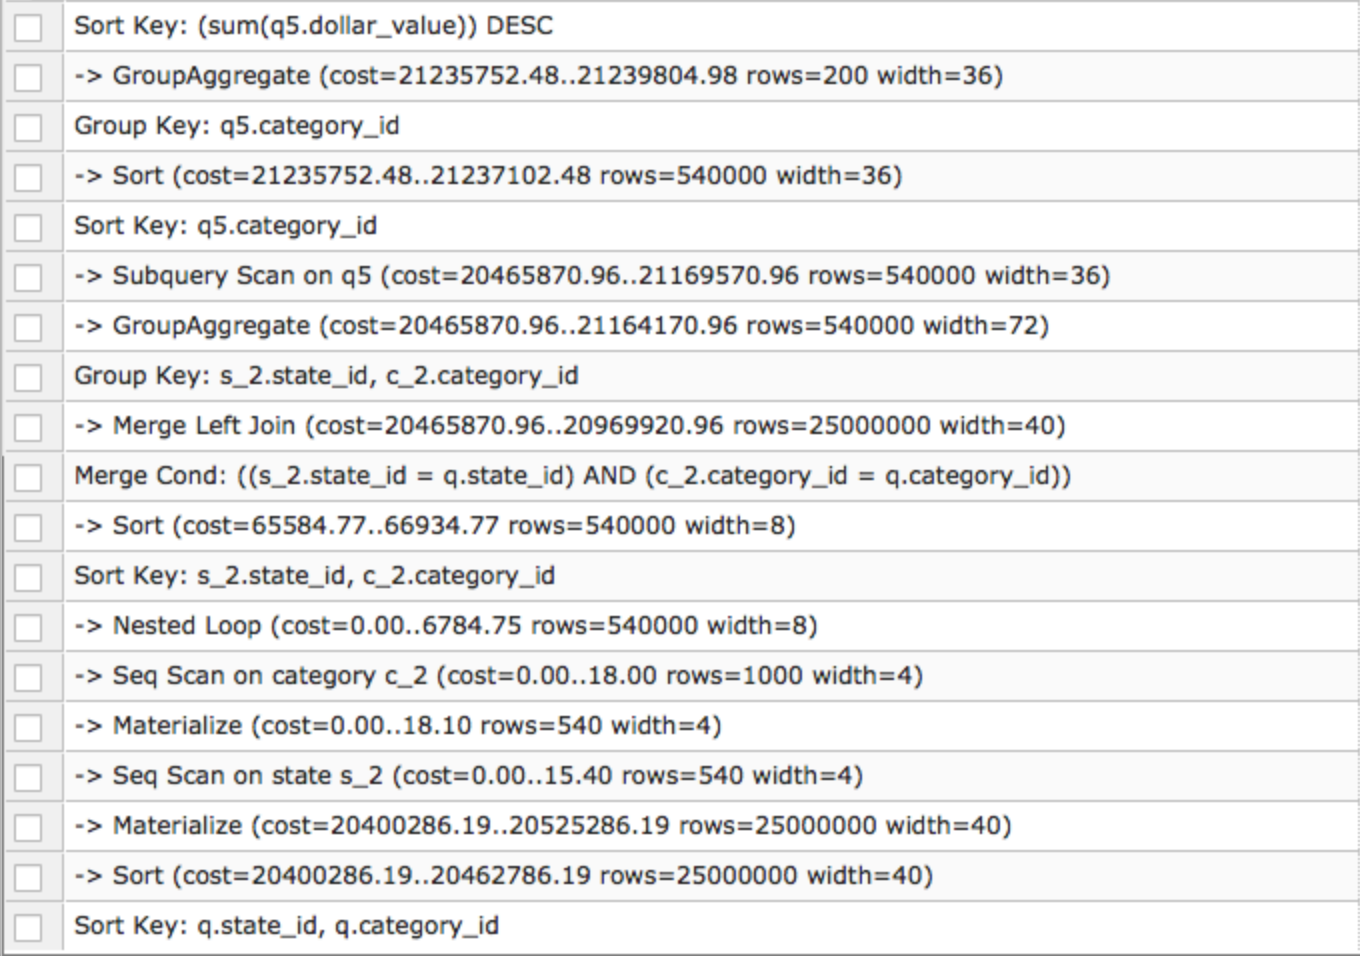 Sort Key: (sum(q5.dollar_value)) DESC
-> GroupAggregate (cost=21235752.48..21239804.98 rows=200 width=36)
Group Key: q5.category_id
-> Sort (cost=21235752.48..21237102.48 rows=540000 width=36)
Sort Key: q5.category_id
-> Subquery Scan on q5 (cost=20465870.96..21169570.96 rows=540000 width=36)
-> GroupAggregate (cost=20465870.96..21164170.96 rows=540000 width=72)
Group Key: s_2.state_id, c_2.category_id
-> Merge Left Join (cost=20465870.96..20969920.96 rows=25000000 width=40)
Merge Cond: ((s_2.state_id = q.state_id) AND (c_2.category_id = q.category_id))
-> Sort (cost=65584.77..66934.77 rows=540000 width=8)
Sort Key: s_2.state_id, c_2.category_id
-> Nested Loop (cost=0.00..6784.75 rows=540000 width=8)
-> Seq Scan on category c_2 (cost=0.00..18.00 rows=1000 width=4)
-> Materialize (cost=0.00..18.10 rows=540 width=4)
-> Seq Scan on state s_2 (cost=0.00..15.40 rows=540 width=4)
-> Materialize (cost=20400286.19..20525286.19 rows=25000000 width=40)
-> Sort (cost=20400286.19..20462786.19 rows=25000000 width=40)
Sort Key: q.state_id, q.category_id